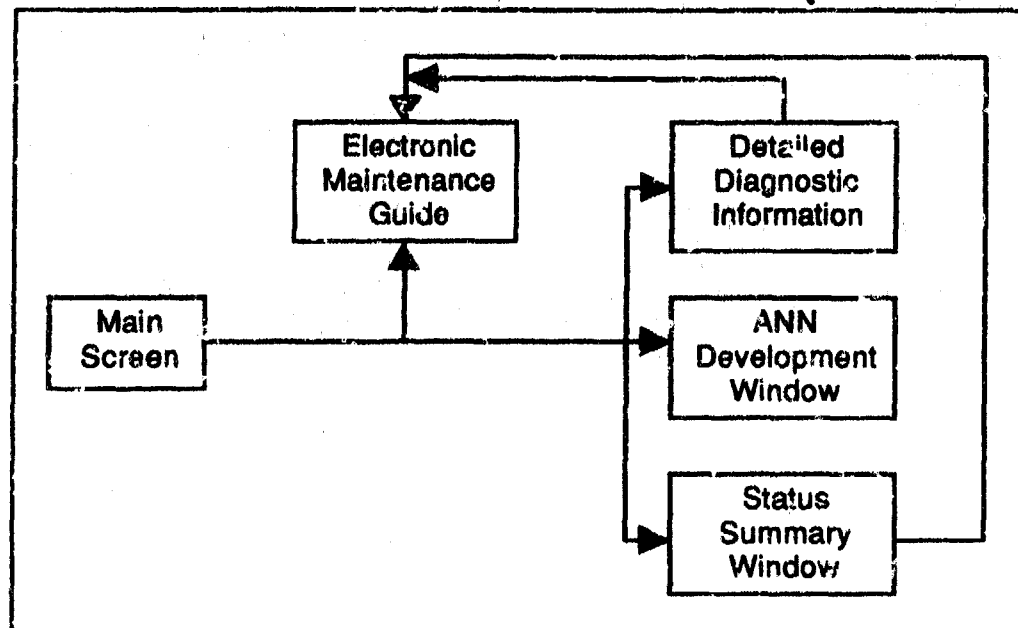 Electronic
Maintenance
Guide
Detailed
Diagnostic
Information
Main
Screen
ANN
Development
Window
Status
Summary
Window